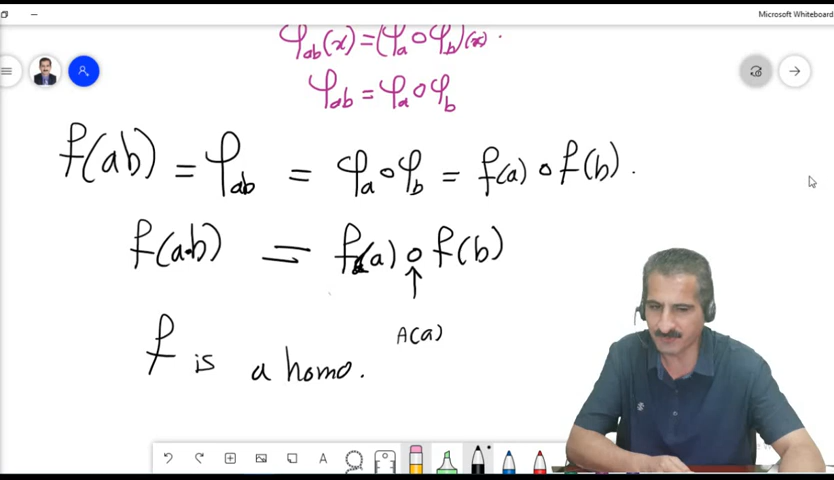 Microsoft Whiteboard
φab(x) = (φa ∘ φb)(x).
φab = φa ∘ φb
f(ab) = φab = φa ∘ φb = f(a) ∘ f(b).
f(a·b) = f(a) ∘ f(b)
↑
A(a)
f is a homo.
A